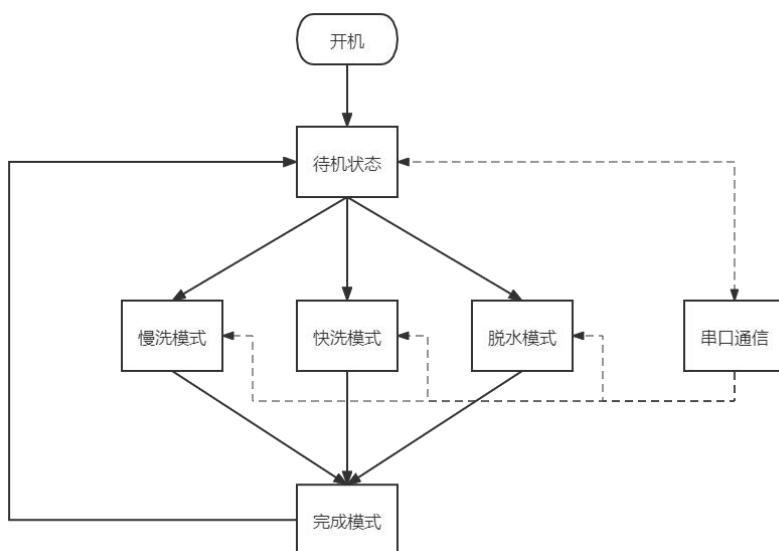 开机
待机状态
慢洗模式
快洗模式
脱水模式
串口通信
完成模式